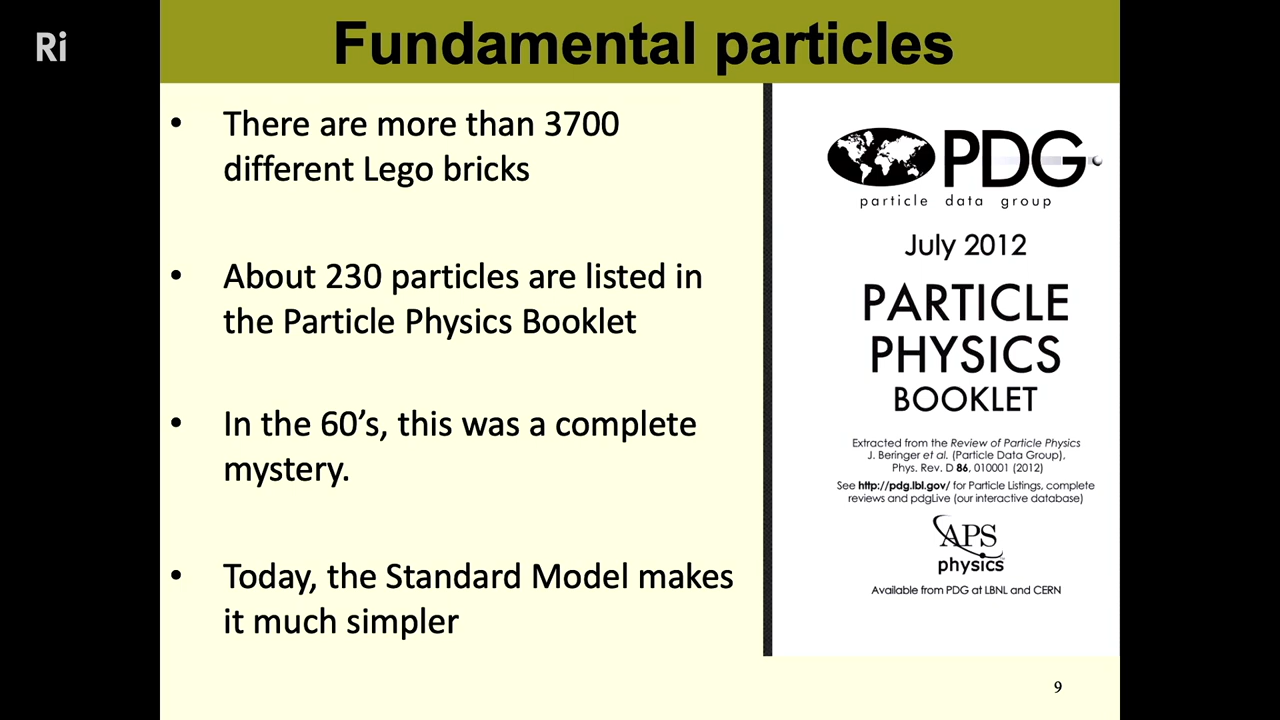 Ri
Fundamental particles
• There are more than 3700
different Lego bricks
• About 230 particles are listed in
the Particle Physics Booklet
• In the 60’s, this was a complete
mystery.
• Today, the Standard Model makes
it much simpler
PDG
particle data group
July 2012
PARTICLE
PHYSICS
BOOKLET
Extracted from the Review of Particle Physics
J. Beringer et al. (Particle Data Group),
Phys. Rev. D 86, 010001 (2012)
See http://pdg.lbl.gov/ for Particle Listings, complete
reviews and pdgLive (our interactive database)
APS
physics
Available from PDG at LBNL and CERN
9